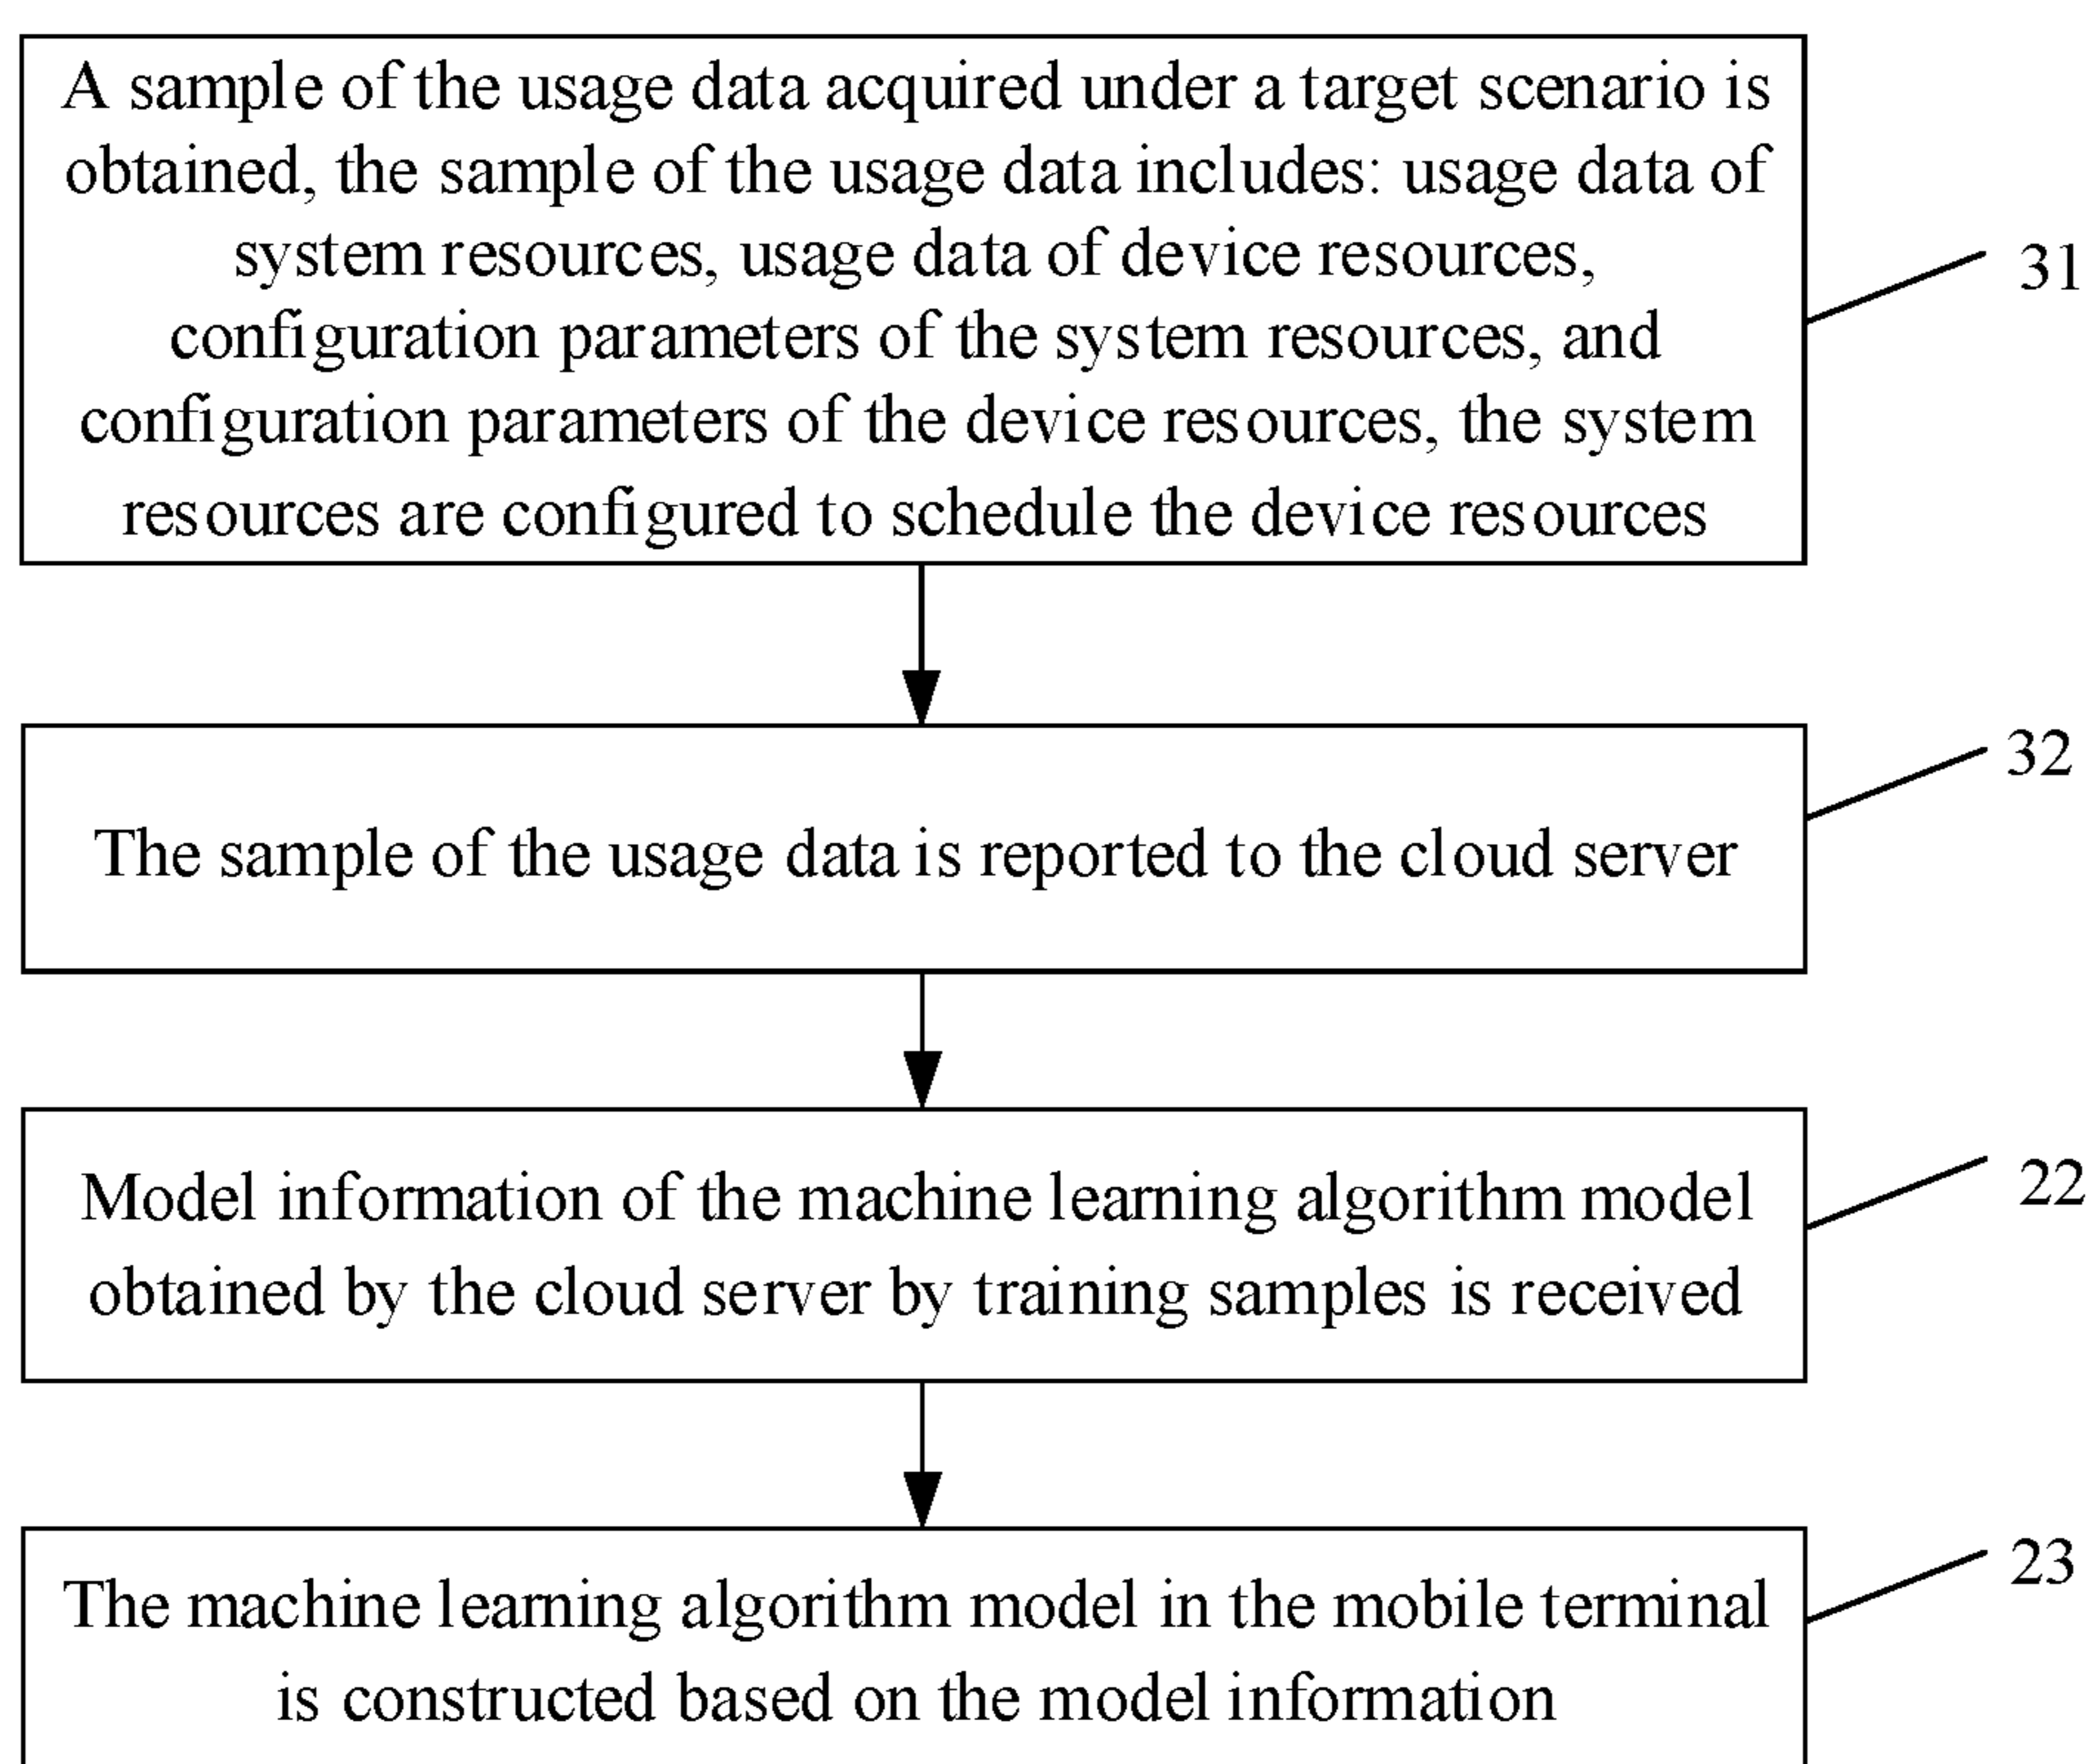 A sample of the usage data acquired under a target scenario is
obtained, the sample of the usage data includes: usage data of
system resources, usage data of device resources,
configuration parameters of the system resources, and
configuration parameters of the device resources, the system
resources are configured to schedule the device resources
31
The sample of the usage data is reported to the cloud server
32
Model information of the machine learning algorithm model
obtained by the cloud server by training samples is received
22
The machine learning algorithm model in the mobile terminal
is constructed based on the model information
23